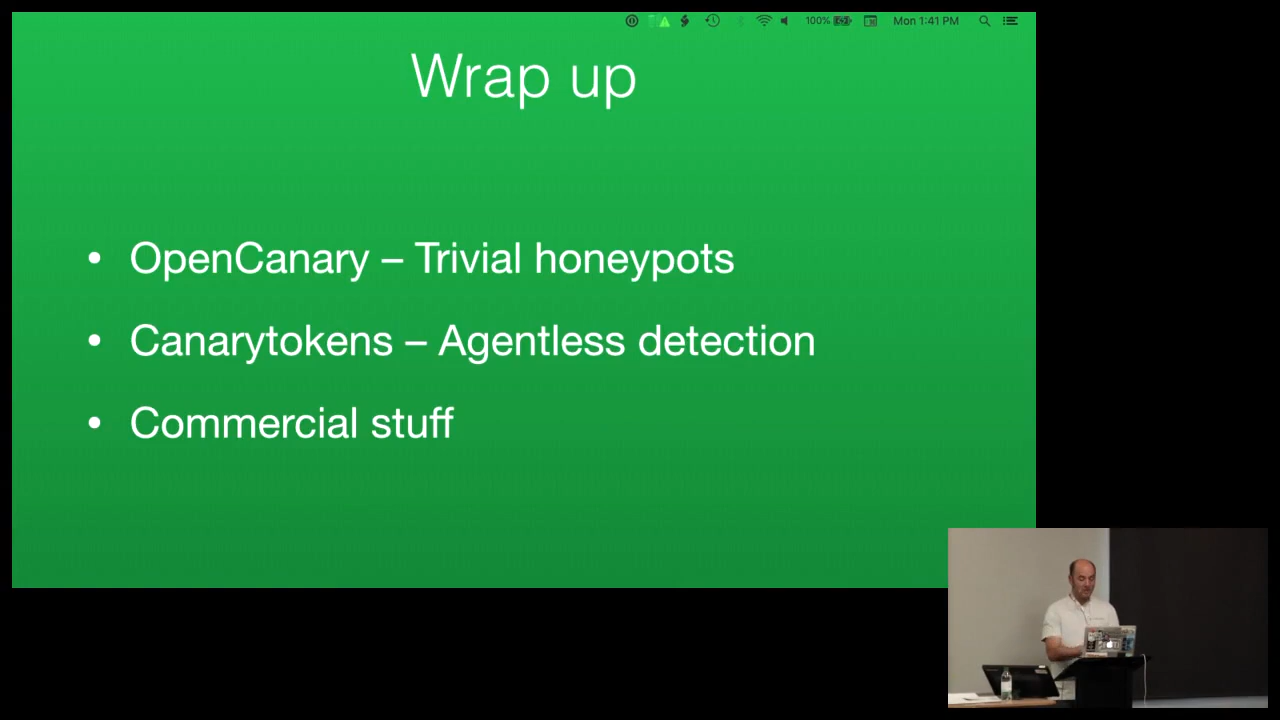 100% Mon 1:41 PM
Wrap up
• OpenCanary – Trivial honeypots
• Canarytokens – Agentless detection
• Commercial stuff